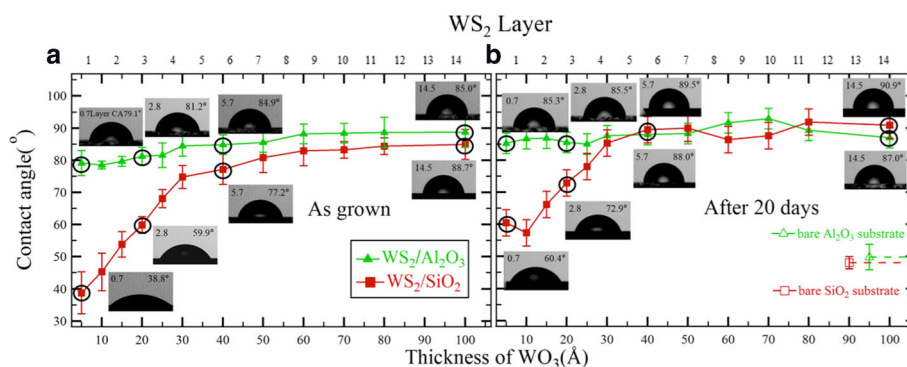 WS₂ Layer
a
b
1 2 3 4 5 6 7 8 9 10 11 12 13 14
1 2 3 4 5 6 7 8 9 10 11 12 13 14
Contact angle(°)
100
90
80
70
60
50
40
30
0.7Layer CA79.1°
2.8 81.2°
5.7 84.9°
14.5 85.0°
14.5 88.7°
5.7 77.2°
2.8 59.9°
0.7 38.8°
As grown
WS₂/Al₂O₃
WS₂/SiO₂
0.7 85.3°
2.8 85.5°
5.7 89.5°
14.5 90.9°
14.5 87.0°
5.7 88.0°
2.8 72.9°
0.7 60.4°
After 20 days
bare Al₂O₃ substrate
bare SiO₂ substrate
0 10 20 30 40 50 60 70 80 90 100
10 20 30 40 50 60 70 80 90 100
Thickness of WO₃(Å)